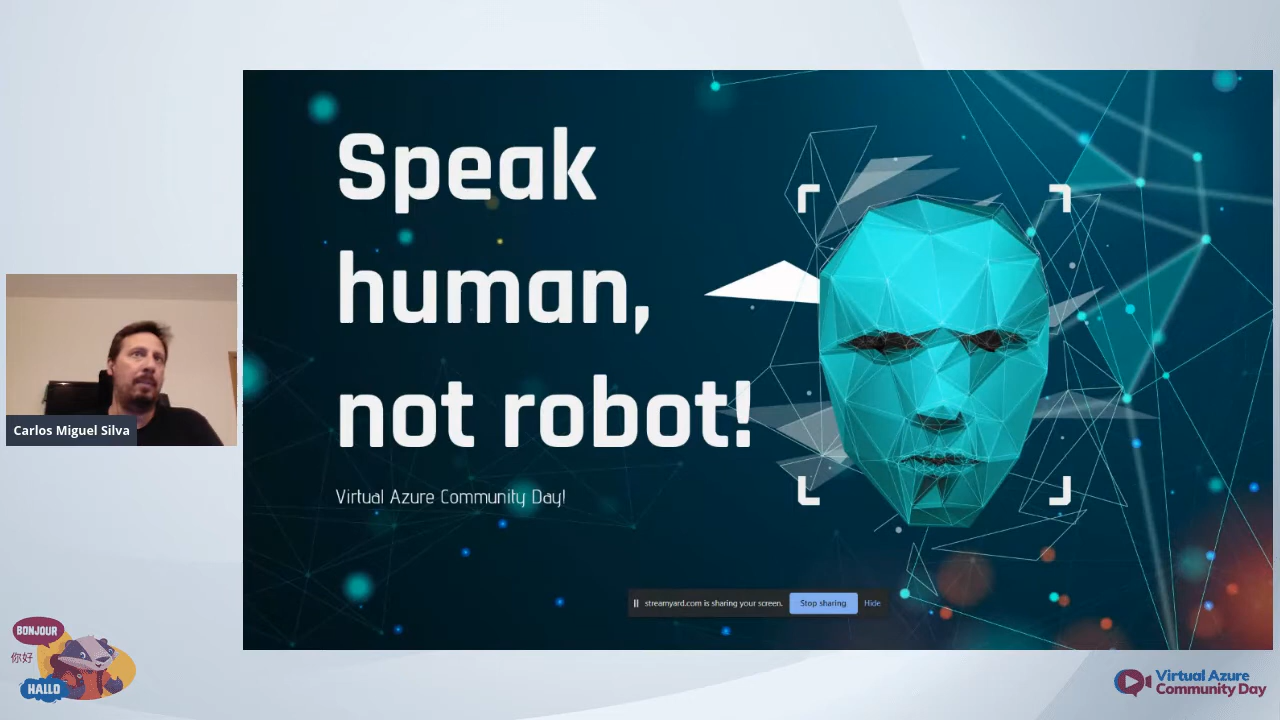 Speak
human,
not robot!
Virtual Azure Community Day!
streamyard.com is sharing your screen.
Stop sharing
Hide
Carlos Miguel Silva
BONJOUR
你好
HALLO
Virtual Azure
Community Day